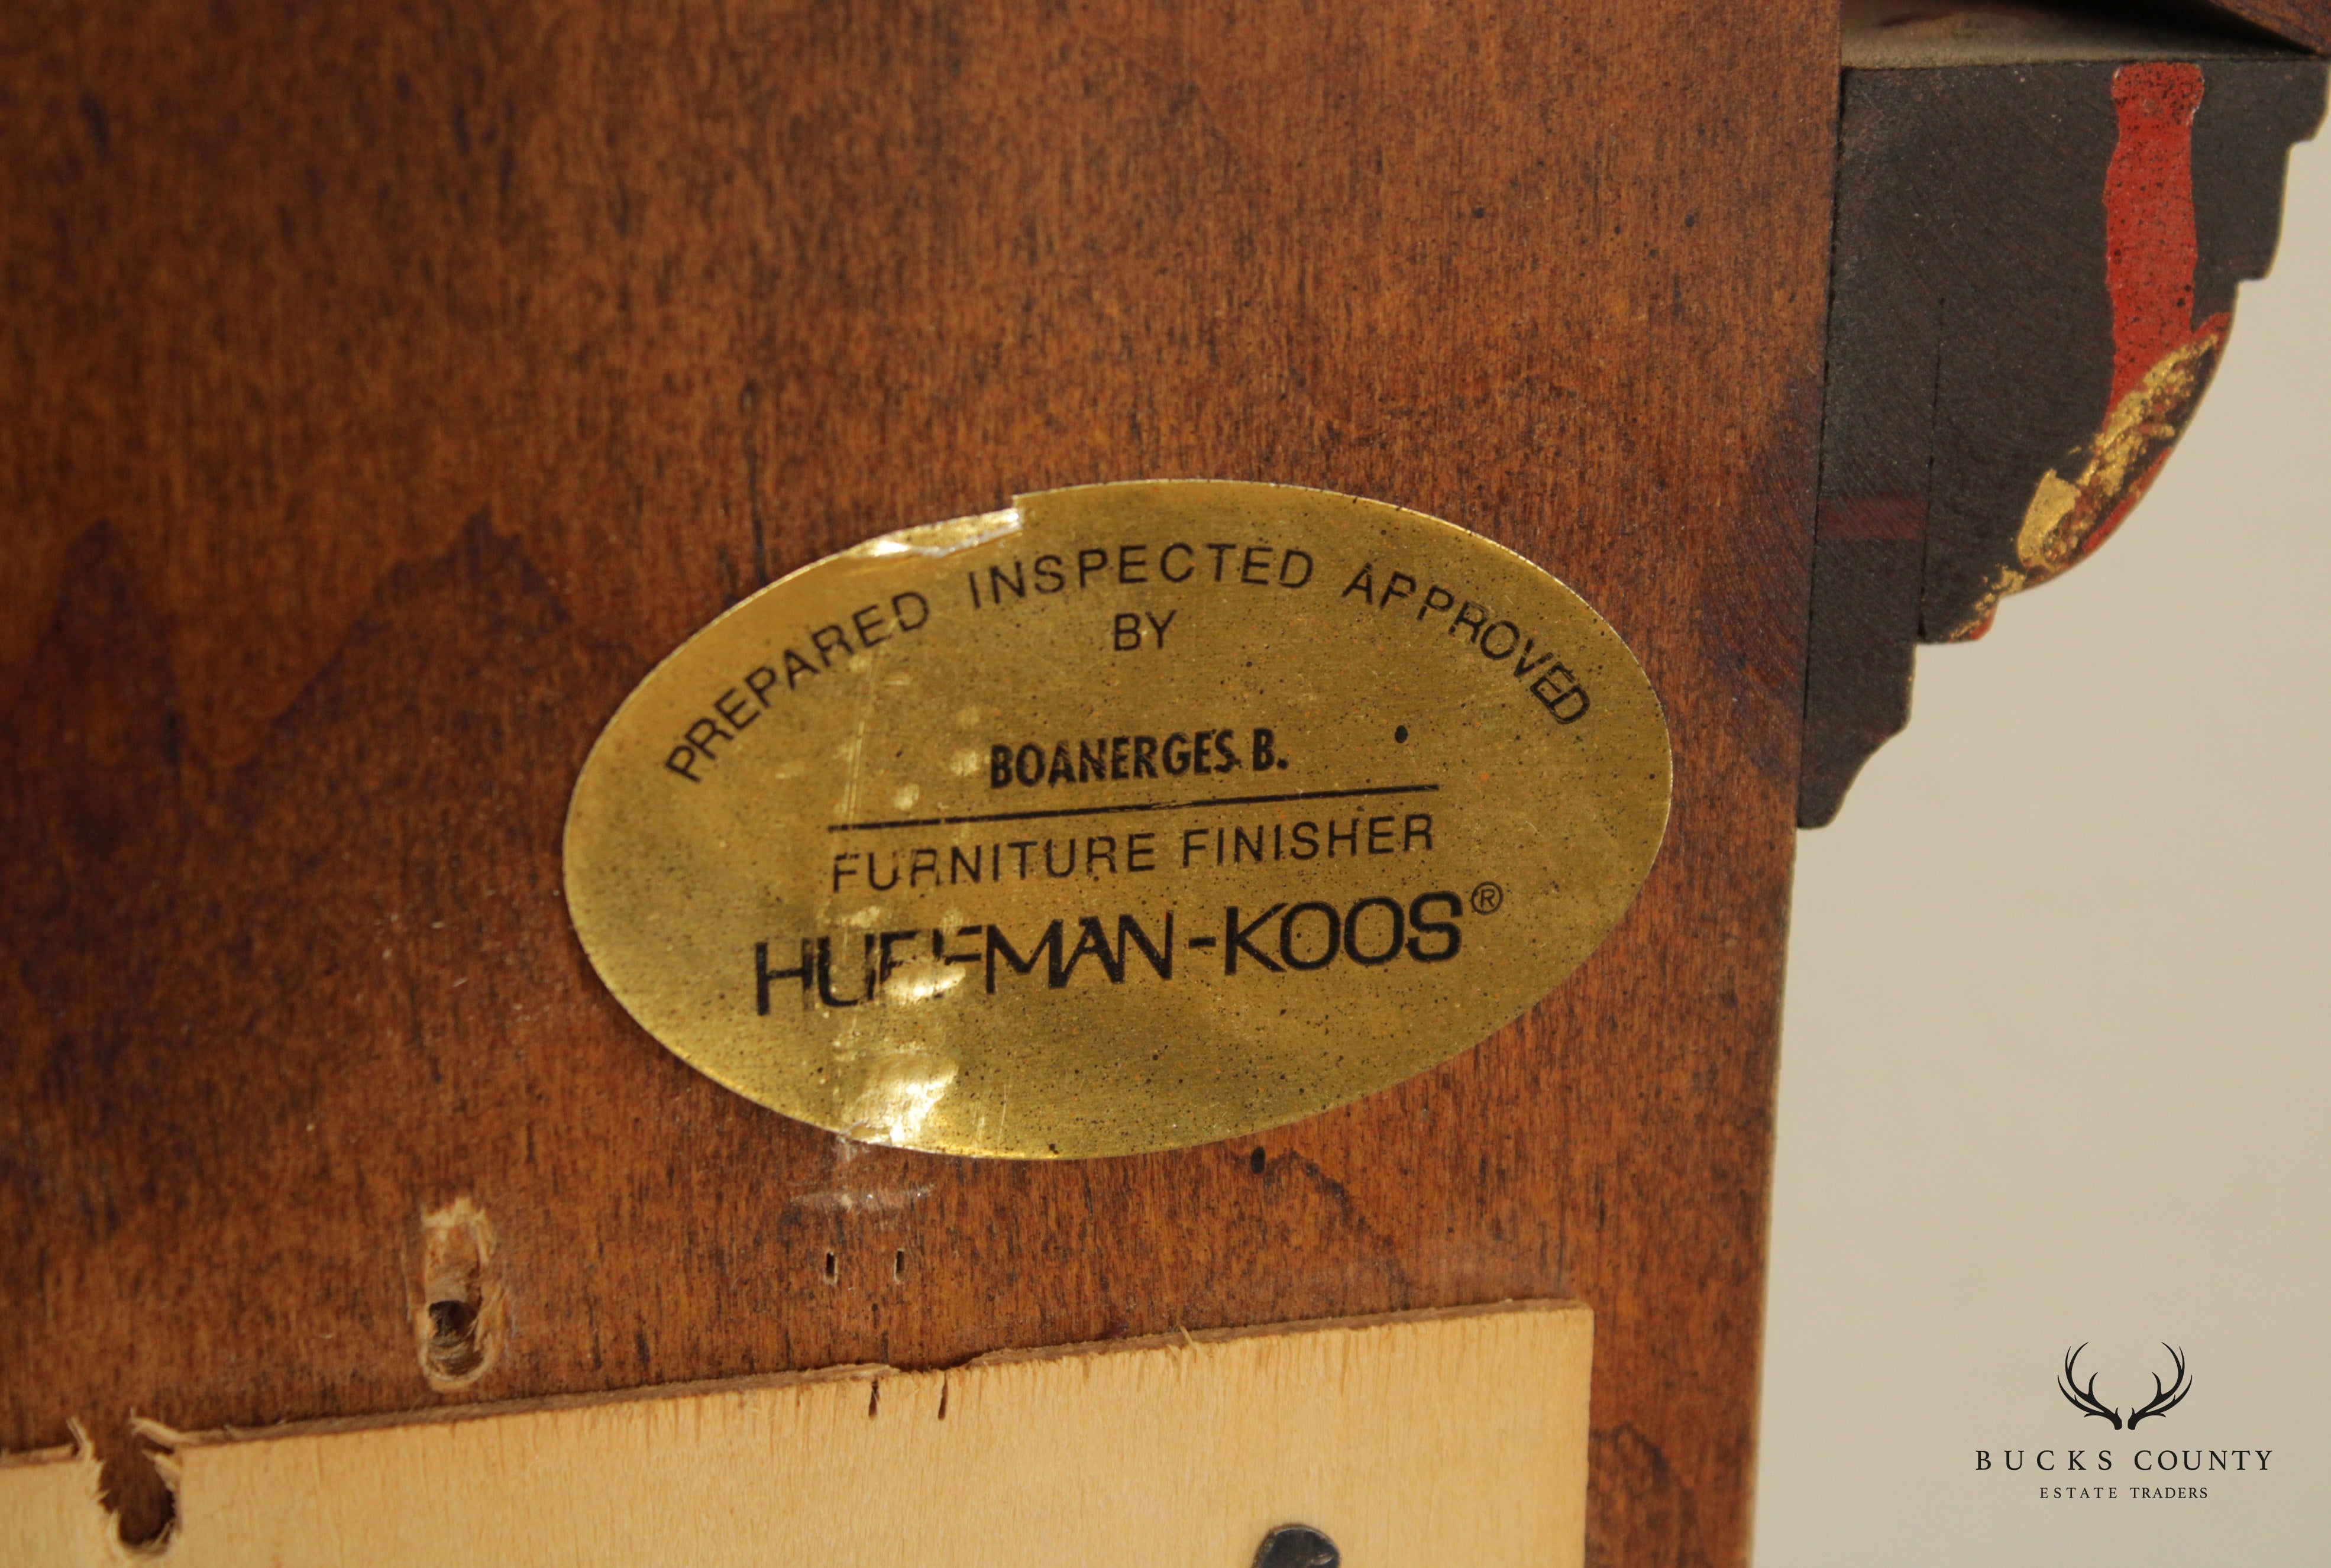 PREPARED INSPECTED APPROVED
BY
BOANERGES B.
FURNITURE FINISHER
HUFFMAN-KOOS®
BUCKS COUNTY
ESTATE TRADERS